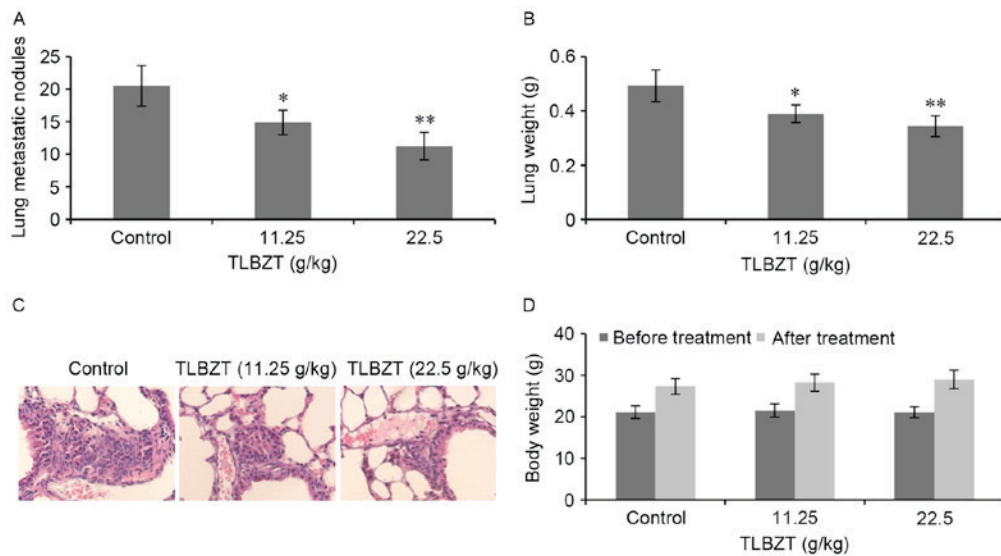 A
Lung metastatic nodules
25
20
15
10
5
0
*
**
Control 11.25 22.5
TLBZT (g/kg)
B
Lung weight (g)
0.6
0.4
0.2
0
*
**
Control 11.25 22.5
TLBZT (g/kg)
C
Control TLBZT (11.25 g/kg) TLBZT (22.5 g/kg)
D
Body weight (g)
40
30
20
10
0
Before treatment After treatment
Control 11.25 22.5
TLBZT (g/kg)